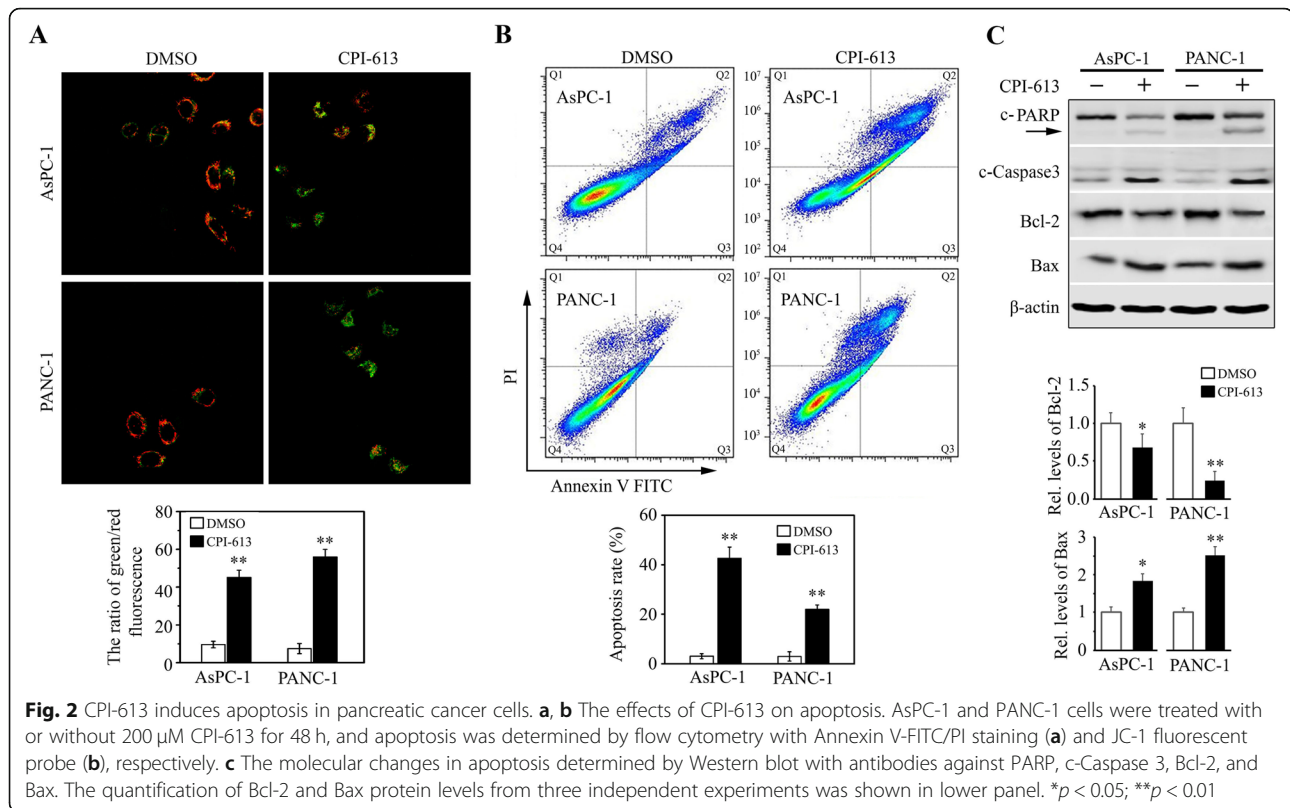 A
DMSO CPI-613
AsPC-1
PANC-1
The ratio of green/red
fluorescence
80
60
40
20
0
DMSO
CPI-613
** **
AsPC-1 PANC-1
B
DMSO CPI-613
Q1 Q2
AsPC-1
Q4 Q3
10⁷
10⁶
10⁵
10⁴
10³
10²
Q1 Q2
AsPC-1
Q4 Q3
Q1 Q2
PANC-1
Q4 Q3
10⁷
10⁶
10⁵
10⁴
10³
Q1 Q2
PANC-1
Q4 Q3
PI
Annexin V FITC
Apoptosis rate (%)
60
40
20
0
DMSO
CPI-613
** **
AsPC-1 PANC-1
C
AsPC-1 PANC-1
CPI-613 − + − +
c-PARP
c-Caspase3
Bcl-2
Bax
β-actin
DMSO
CPI-613
Rel. levels of Bcl-2
1.5
1.0
0.5
0.0
* **
AsPC-1 PANC-1
Rel. levels of Bax
3
2
1
0
* **
AsPC-1 PANC-1
Fig. 2 CPI-613 induces apoptosis in pancreatic cancer cells. a, b The effects of CPI-613 on apoptosis. AsPC-1 and PANC-1 cells were treated with
or without 200 μM CPI-613 for 48 h, and apoptosis was determined by flow cytometry with Annexin V-FITC/PI staining (a) and JC-1 fluorescent
probe (b), respectively. c The molecular changes in apoptosis determined by Western blot with antibodies against PARP, c-Caspase 3, Bcl-2, and
Bax. The quantification of Bcl-2 and Bax protein levels from three independent experiments was shown in lower panel. *p < 0.05; **p < 0.01